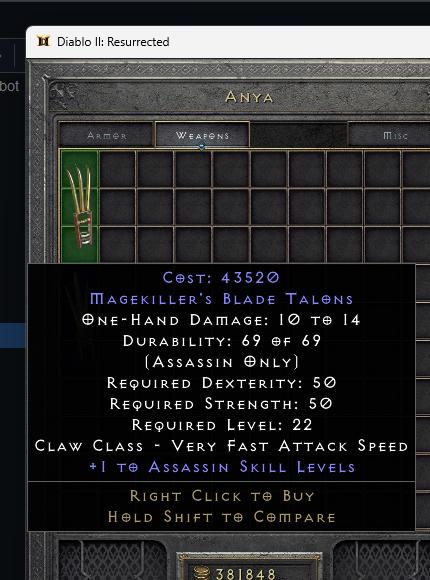 bot
Diablo II: Resurrected
Anya
Armor
Weapons
Misc
Cost: 43520
Magekiller's Blade Talons
One-Hand Damage: 10 to 14
Durability: 69 of 69
(Assassin Only)
Required Dexterity: 50
Required Strength: 50
Required Level: 22
Claw Class - Very Fast Attack Speed
+1 to Assassin Skill Levels
Right Click to Buy
Hold Shift to Compare
381848